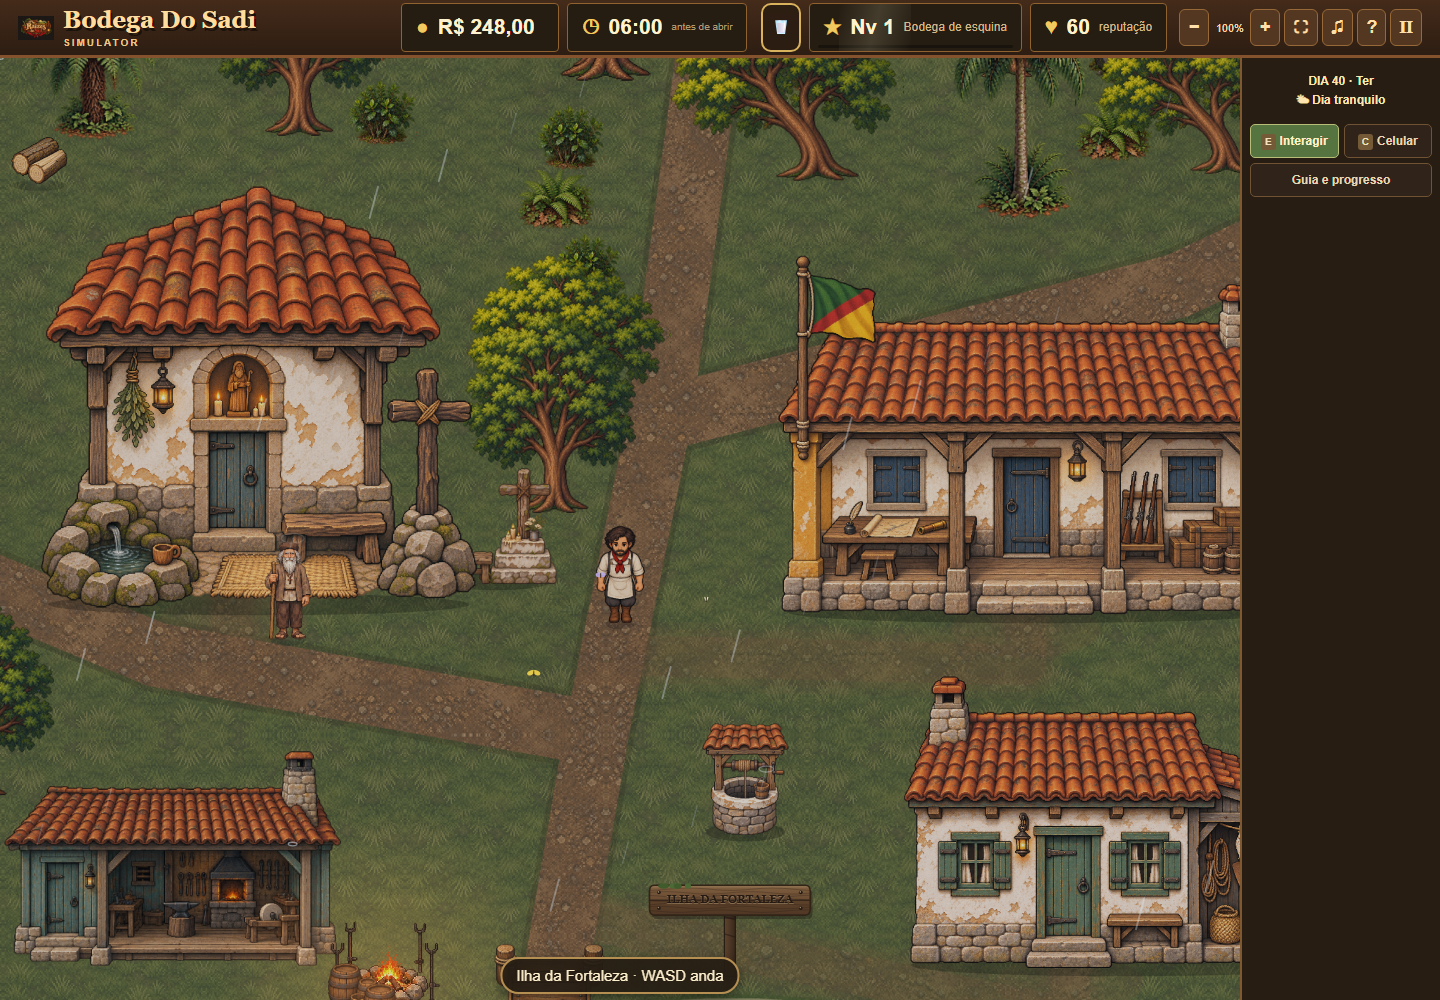 Bodega Do Sadi
SIMULATOR
R$ 248,00
06:00 antes de abrir
Nv 1 Bodega de esquina
60 reputação
100%
?
II
DIA 40 · Ter
Dia tranquilo
E Interagir
C Celular
Guia e progresso
ILHA DA FORTALEZA
Ilha da Fortaleza · WASD anda